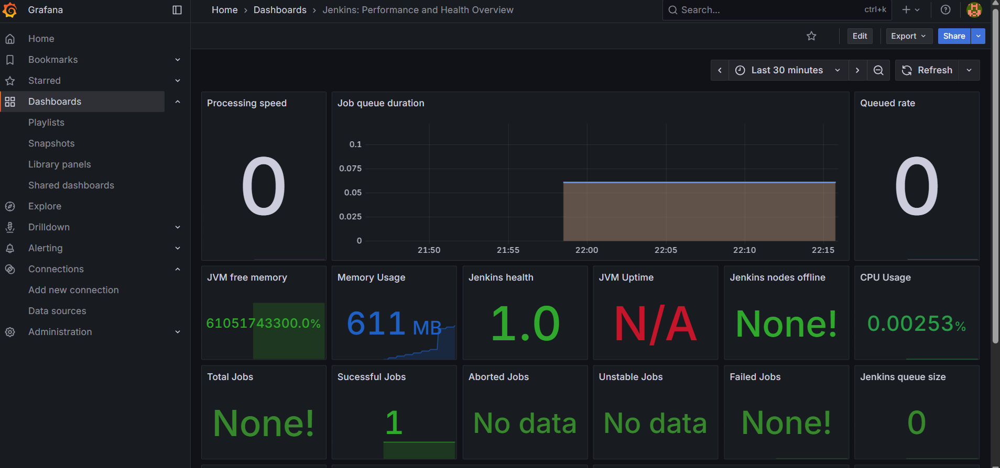 Grafana
Home › Dashboards › Jenkins: Performance and Health Overview
Search...
ctrl+k
Edit
Export
Share
Home
Bookmarks
Starred
Dashboards
Playlists
Snapshots
Library panels
Shared dashboards
Explore
Drilldown
Alerting
Connections
Add new connection
Data sources
Administration
Last 30 minutes
Refresh
Processing speed
0
Job queue duration
0.1
0.075
0.05
0.025
0
21:50 21:55 22:00 22:05 22:10 22:15
Queued rate
0
JVM free memory
61051743300.0%
Memory Usage
611 MB
Jenkins health
1.0
JVM Uptime
N/A
Jenkins nodes offline
None!
CPU Usage
0.00253%
Total Jobs
None!
Sucessful Jobs
1
Aborted Jobs
No data
Unstable Jobs
No data
Failed Jobs
None!
Jenkins queue size
0